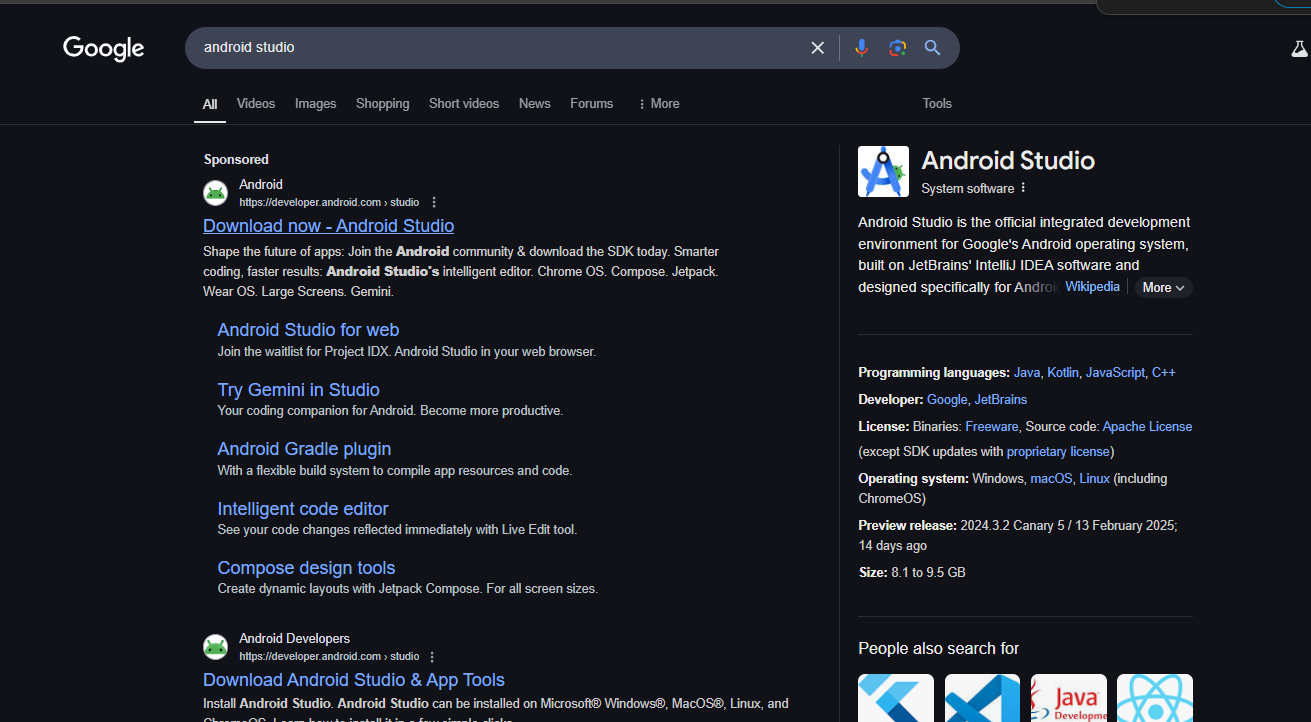 Google
android studio
All Videos Images Shopping Short videos News Forums More Tools
Sponsored
Android
https://developer.android.com › studio
Download now - Android Studio
Shape the future of apps: Join the Android community & download the SDK today. Smarter
coding, faster results: Android Studio's intelligent editor. Chrome OS. Compose. Jetpack.
Wear OS. Large Screens. Gemini.
Android Studio for web
Join the waitlist for Project IDX. Android Studio in your web browser.
Try Gemini in Studio
Your coding companion for Android. Become more productive.
Android Gradle plugin
With a flexible build system to compile app resources and code.
Intelligent code editor
See your code changes reflected immediately with Live Edit tool.
Compose design tools
Create dynamic layouts with Jetpack Compose. For all screen sizes.
Android Developers
https://developer.android.com › studio
Download Android Studio & App Tools
Install Android Studio. Android Studio can be installed on Microsoft® Windows®, MacOS®, Linux, and
ChromeOS. Learn how to install it in a few simple clicks.
Android Studio
System software
Android Studio is the official integrated development
environment for Google's Android operating system,
built on JetBrains' IntelliJ IDEA software and
designed specifically for Androi Wikipedia More
Programming languages: Java, Kotlin, JavaScript, C++
Developer: Google, JetBrains
License: Binaries: Freeware, Source code: Apache License
(except SDK updates with proprietary license)
Operating system: Windows, macOS, Linux (including
ChromeOS)
Preview release: 2024.3.2 Canary 5 / 13 February 2025;
14 days ago
Size: 8.1 to 9.5 GB
People also search for
Java
Developme